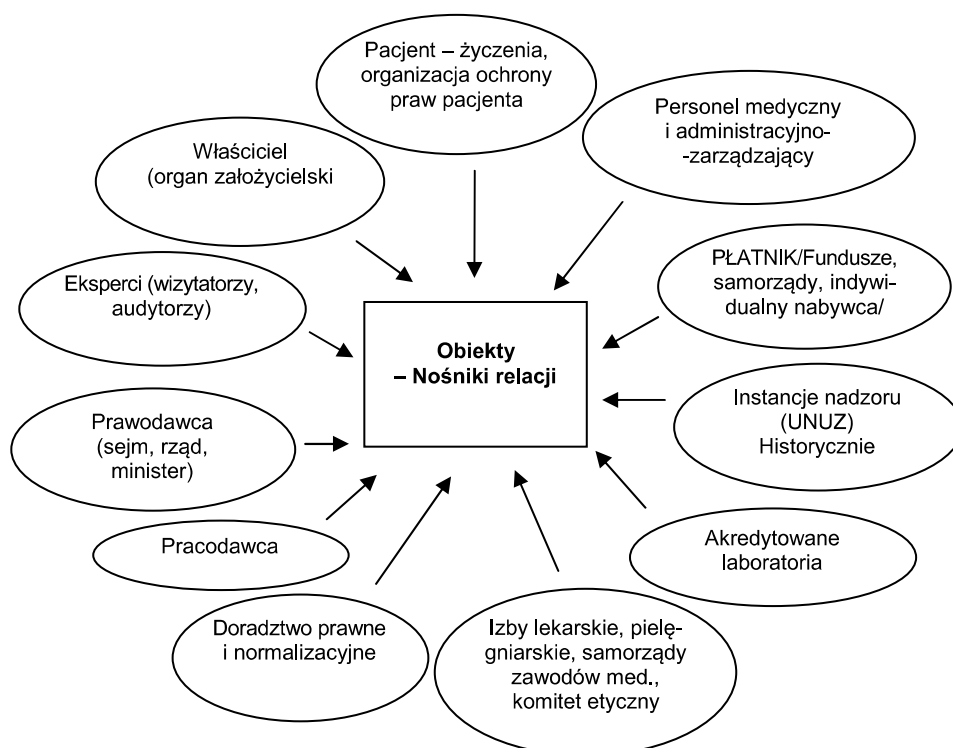 Pacjent – życzenia,
organizacja ochrony
praw pacjenta
Personel medyczny
i administracyjno-
-zarządzający
Właściciel
(organ założycielski
PŁATNIK/Fundusze,
samorządy, indywi-
dualny nabywca/
Eksperci (wizytatorzy,
audytorzy)
Obiekty
– Nośniki relacji
Instancje nadzoru
(UNUZ)
Historycznie
Prawodawca
(sejm, rząd,
minister)
Akredytowane
laboratoria
Pracodawca
Doradztwo prawne
i normalizacyjne
Izby lekarskie, pielę-
gniarskie, samorządy
zawodów med.,
komitet etyczny